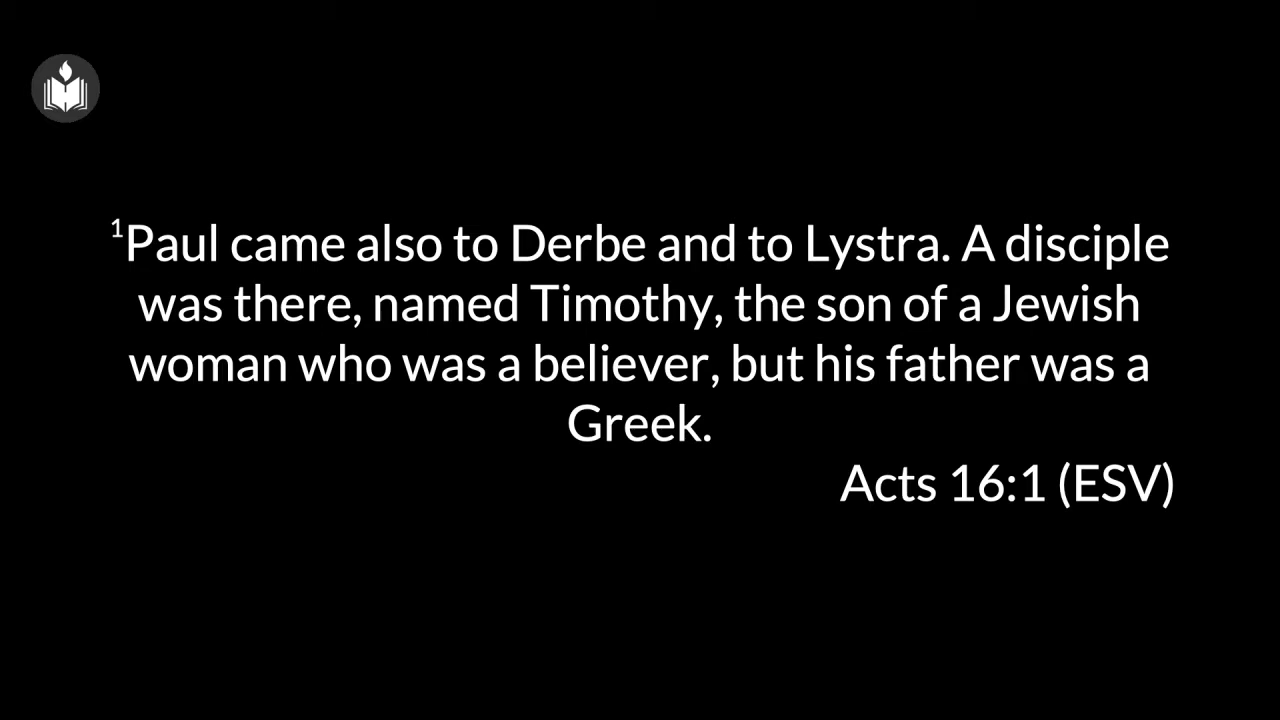 ¹Paul came also to Derbe and to Lystra. A disciple
was there, named Timothy, the son of a Jewish
woman who was a believer, but his father was a
Greek.
Acts 16:1 (ESV)